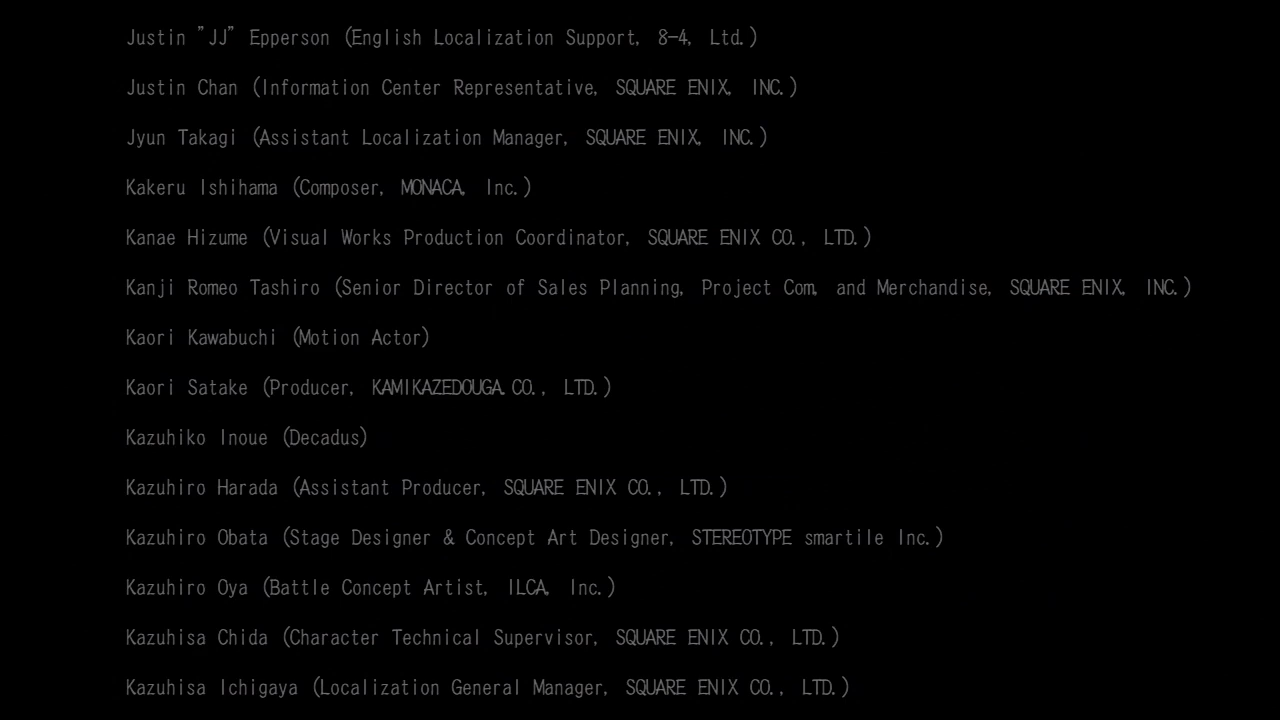 Justin "JJ" Epperson (English Localization Support, 8-4, Ltd.)
Justin Chan (Information Center Representative, SQUARE ENIX, INC.)
Jyun Takagi (Assistant Localization Manager, SQUARE ENIX, INC.)
Kakeru Ishihama (Composer, MONACA, Inc.)
Kanae Hizume (Visual Works Production Coordinator, SQUARE ENIX CO., LTD.)
Kanji Romeo Tashiro (Senior Director of Sales Planning, Project Com, and Merchandise, SQUARE ENIX, INC.)
Kaori Kawabuchi (Motion Actor)
Kaori Satake (Producer, KAMIKAZEDOUGA.CO., LTD.)
Kazuhiko Inoue (Decadus)
Kazuhiro Harada (Assistant Producer, SQUARE ENIX CO., LTD.)
Kazuhiro Obata (Stage Designer & Concept Art Designer, STEREOTYPE smartile Inc.)
Kazuhiro Oya (Battle Concept Artist, ILCA, Inc.)
Kazuhisa Chida (Character Technical Supervisor, SQUARE ENIX CO., LTD.)
Kazuhisa Ichigaya (Localization General Manager, SQUARE ENIX CO., LTD.)